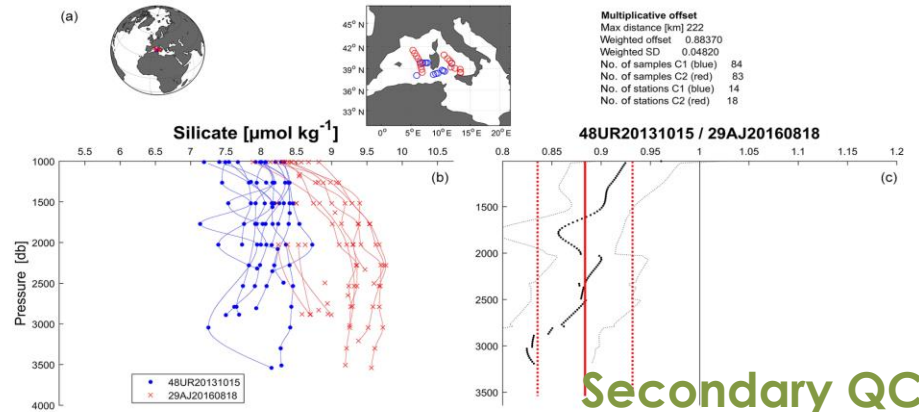 (a)
47° N
45° N
42° N
39° N
36° N
33° N
31° N
0°E 5°E 10°E 15°E 20°E 22°E
Multiplicative offset
Max distance [km] 222
Weighted offset 0.88370
Weighted SD 0.04820
No. of samples C1 (blue) 84
No. of samples C2 (red) 83
No. of stations C1 (blue) 14
No. of stations C2 (red) 18
Silicate [µmol kg⁻¹]
5.5 6 6.5 7 7.5 8 8.5 9 9.5 10 10.5
(b)
Pressure [db]
1000
1500
2000
2500
3000
3500
48UR20131015
29AJ20160818
48UR20131015 / 29AJ20160818
0.8 0.85 0.9 0.95 1 1.05 1.1 1.2
(c)
1500
2000
2500
3000
3500
Secondary QC